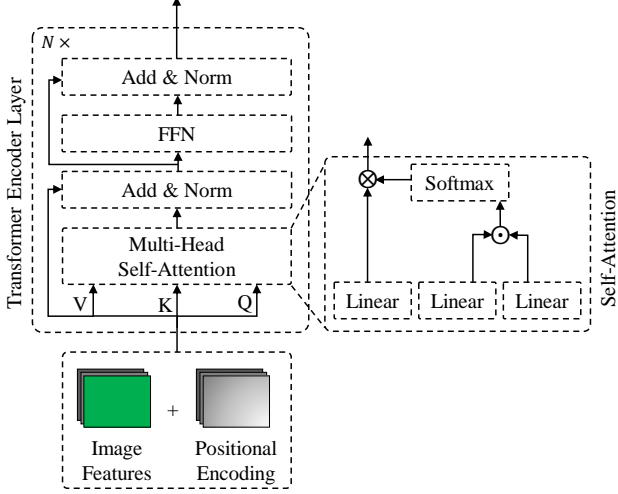 N ×
Add & Norm
FFN
Add & Norm
Multi-Head
Self-Attention
V
K
Q
Transformer Encoder Layer
+
Image
Features
Positional
Encoding
Softmax
Linear
Linear
Linear
Self-Attention